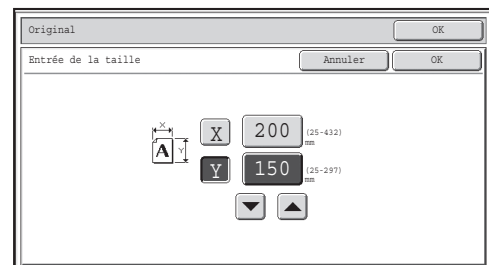 Original OK
Entrée de la taille Annuler OK
X
A Y
X 200 (25-432)
mm
Y 150 (25-297)
mm